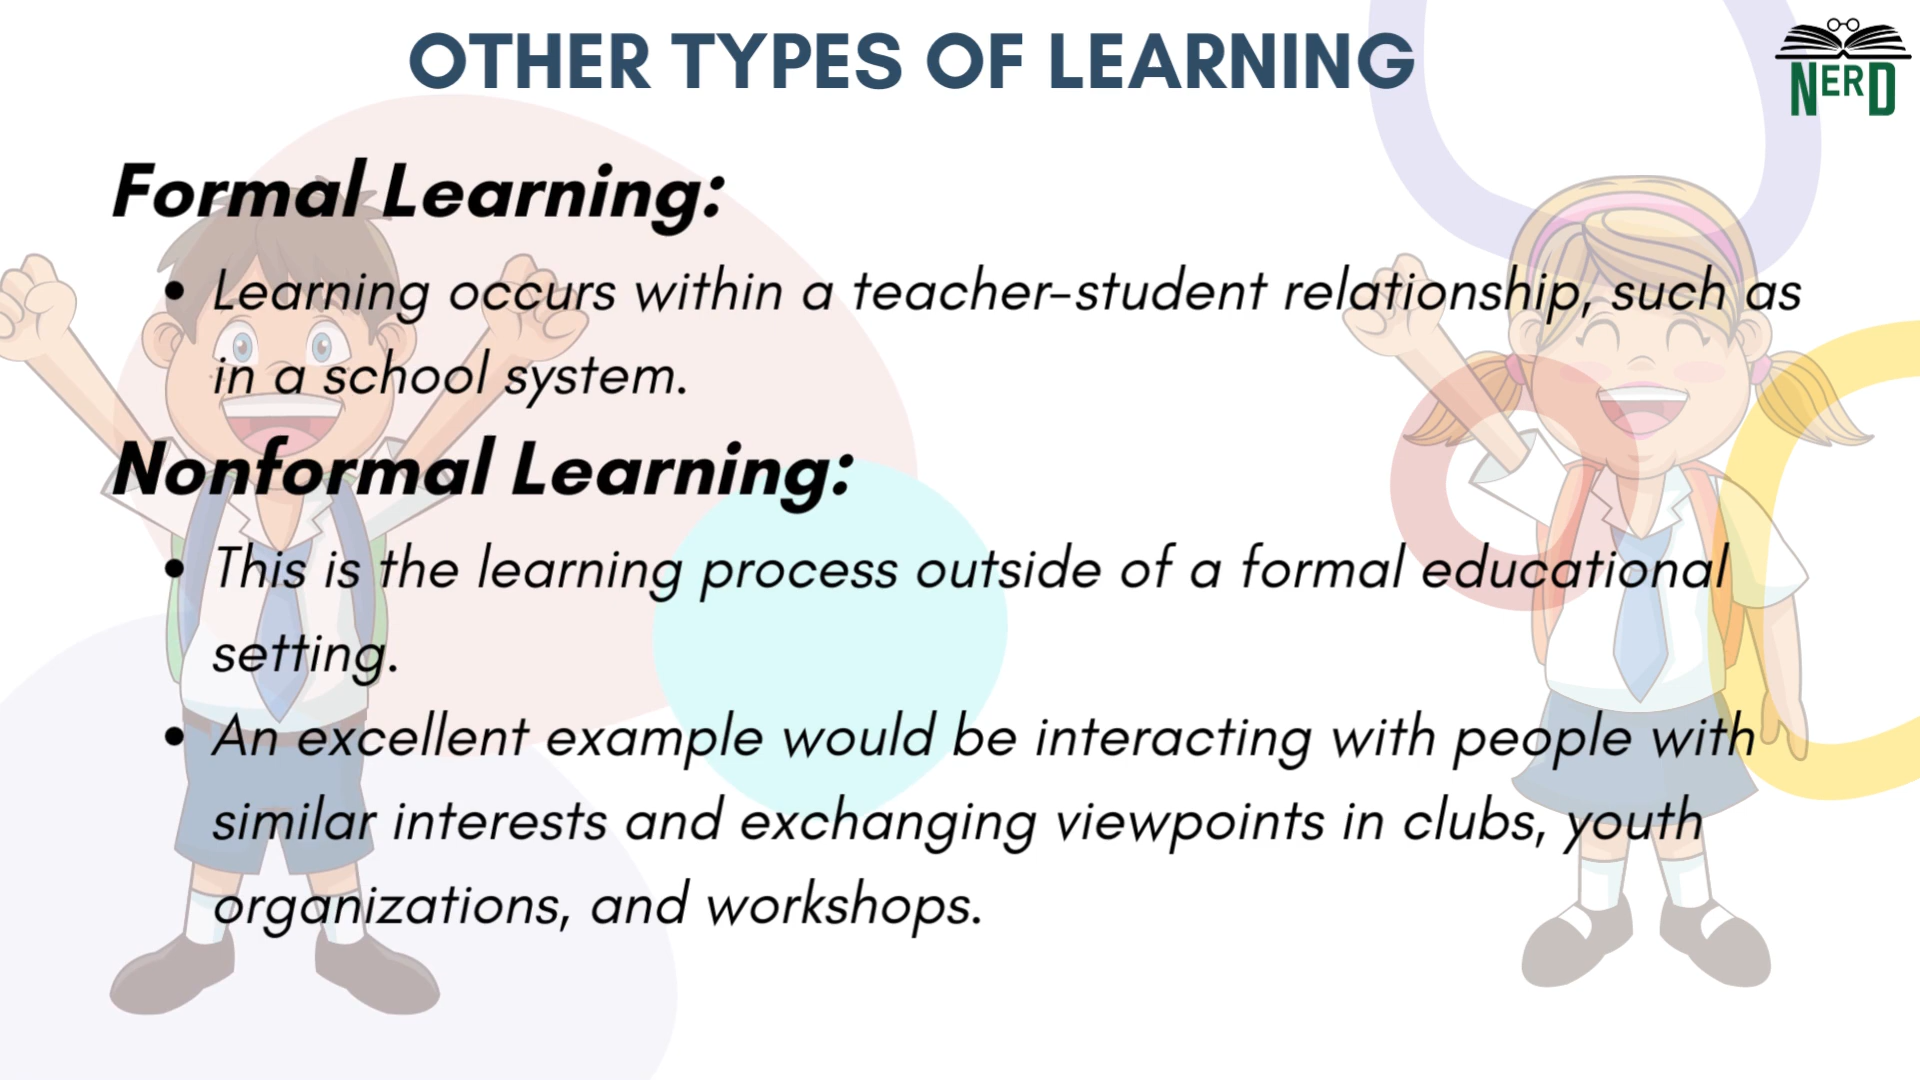 OTHER TYPES OF LEARNING
NERD
Formal Learning:
• Learning occurs within a teacher-student relationship, such as
in a school system.
Nonformal Learning:
• This is the learning process outside of a formal educational
setting.
• An excellent example would be interacting with people with
similar interests and exchanging viewpoints in clubs, youth
organizations, and workshops.